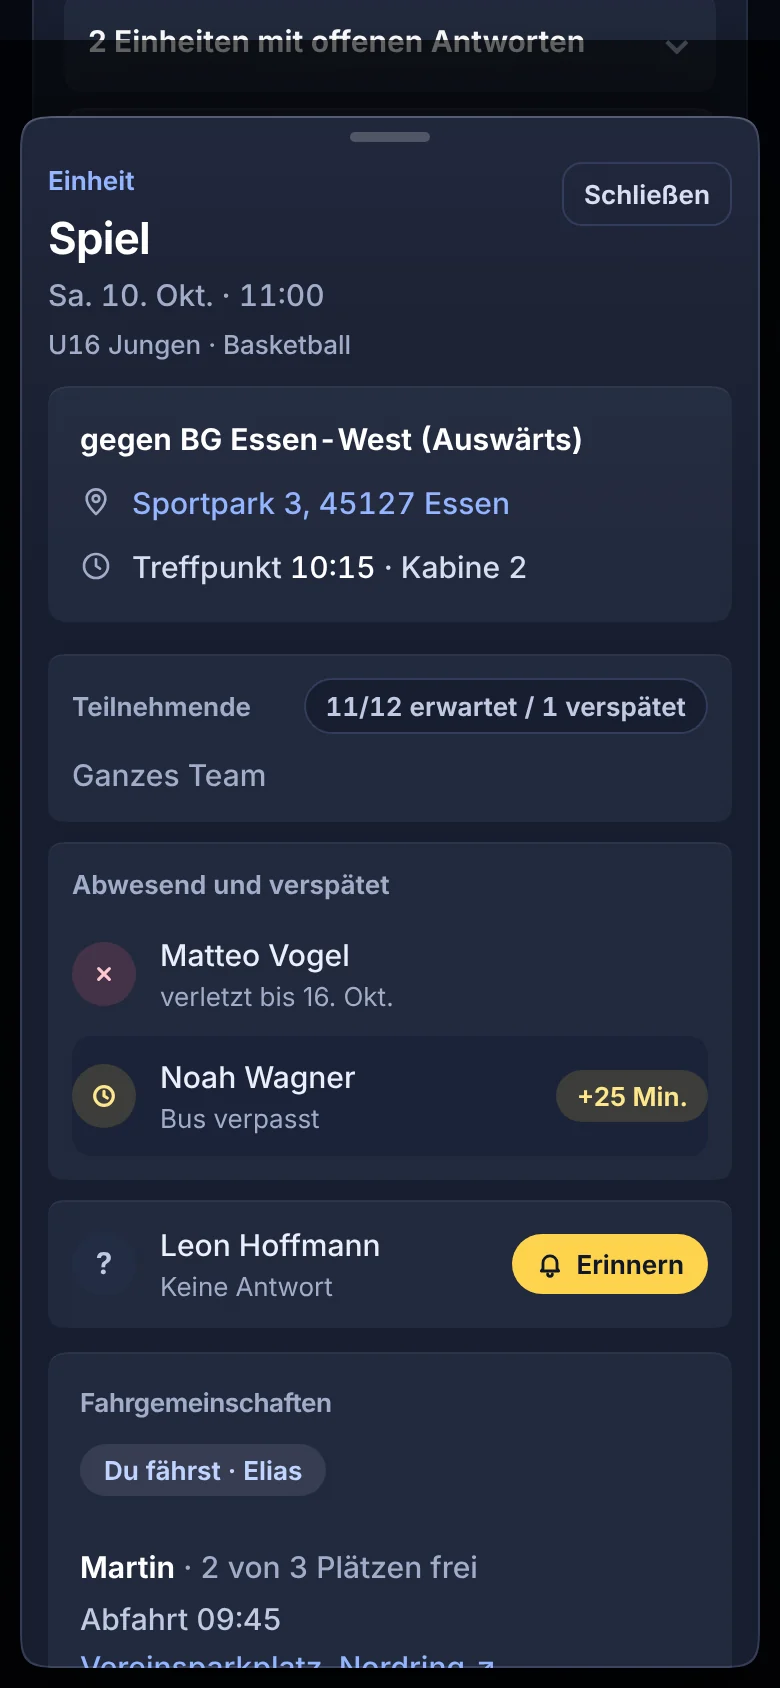 2 Einheiten mit offenen Antworten
Einheit
Schließen
Spiel
Sa. 10. Okt. · 11:00
U16 Jungen · Basketball
gegen BG Essen-West (Auswärts)
Sportpark 3, 45127 Essen
Treffpunkt 10:15 · Kabine 2
Teilnehmende
11/12 erwartet / 1 verspätet
Ganzes Team
Abwesend und verspätet
Matteo Vogel
verletzt bis 16. Okt.
Noah Wagner
Bus verpasst
+25 Min.
? Leon Hoffmann
Keine Antwort
Erinnern
Fahrgemeinschaften
Du fährst · Elias
Martin · 2 von 3 Plätzen frei
Abfahrt 09:45
Vereinsparkplatz, Nordring ↗